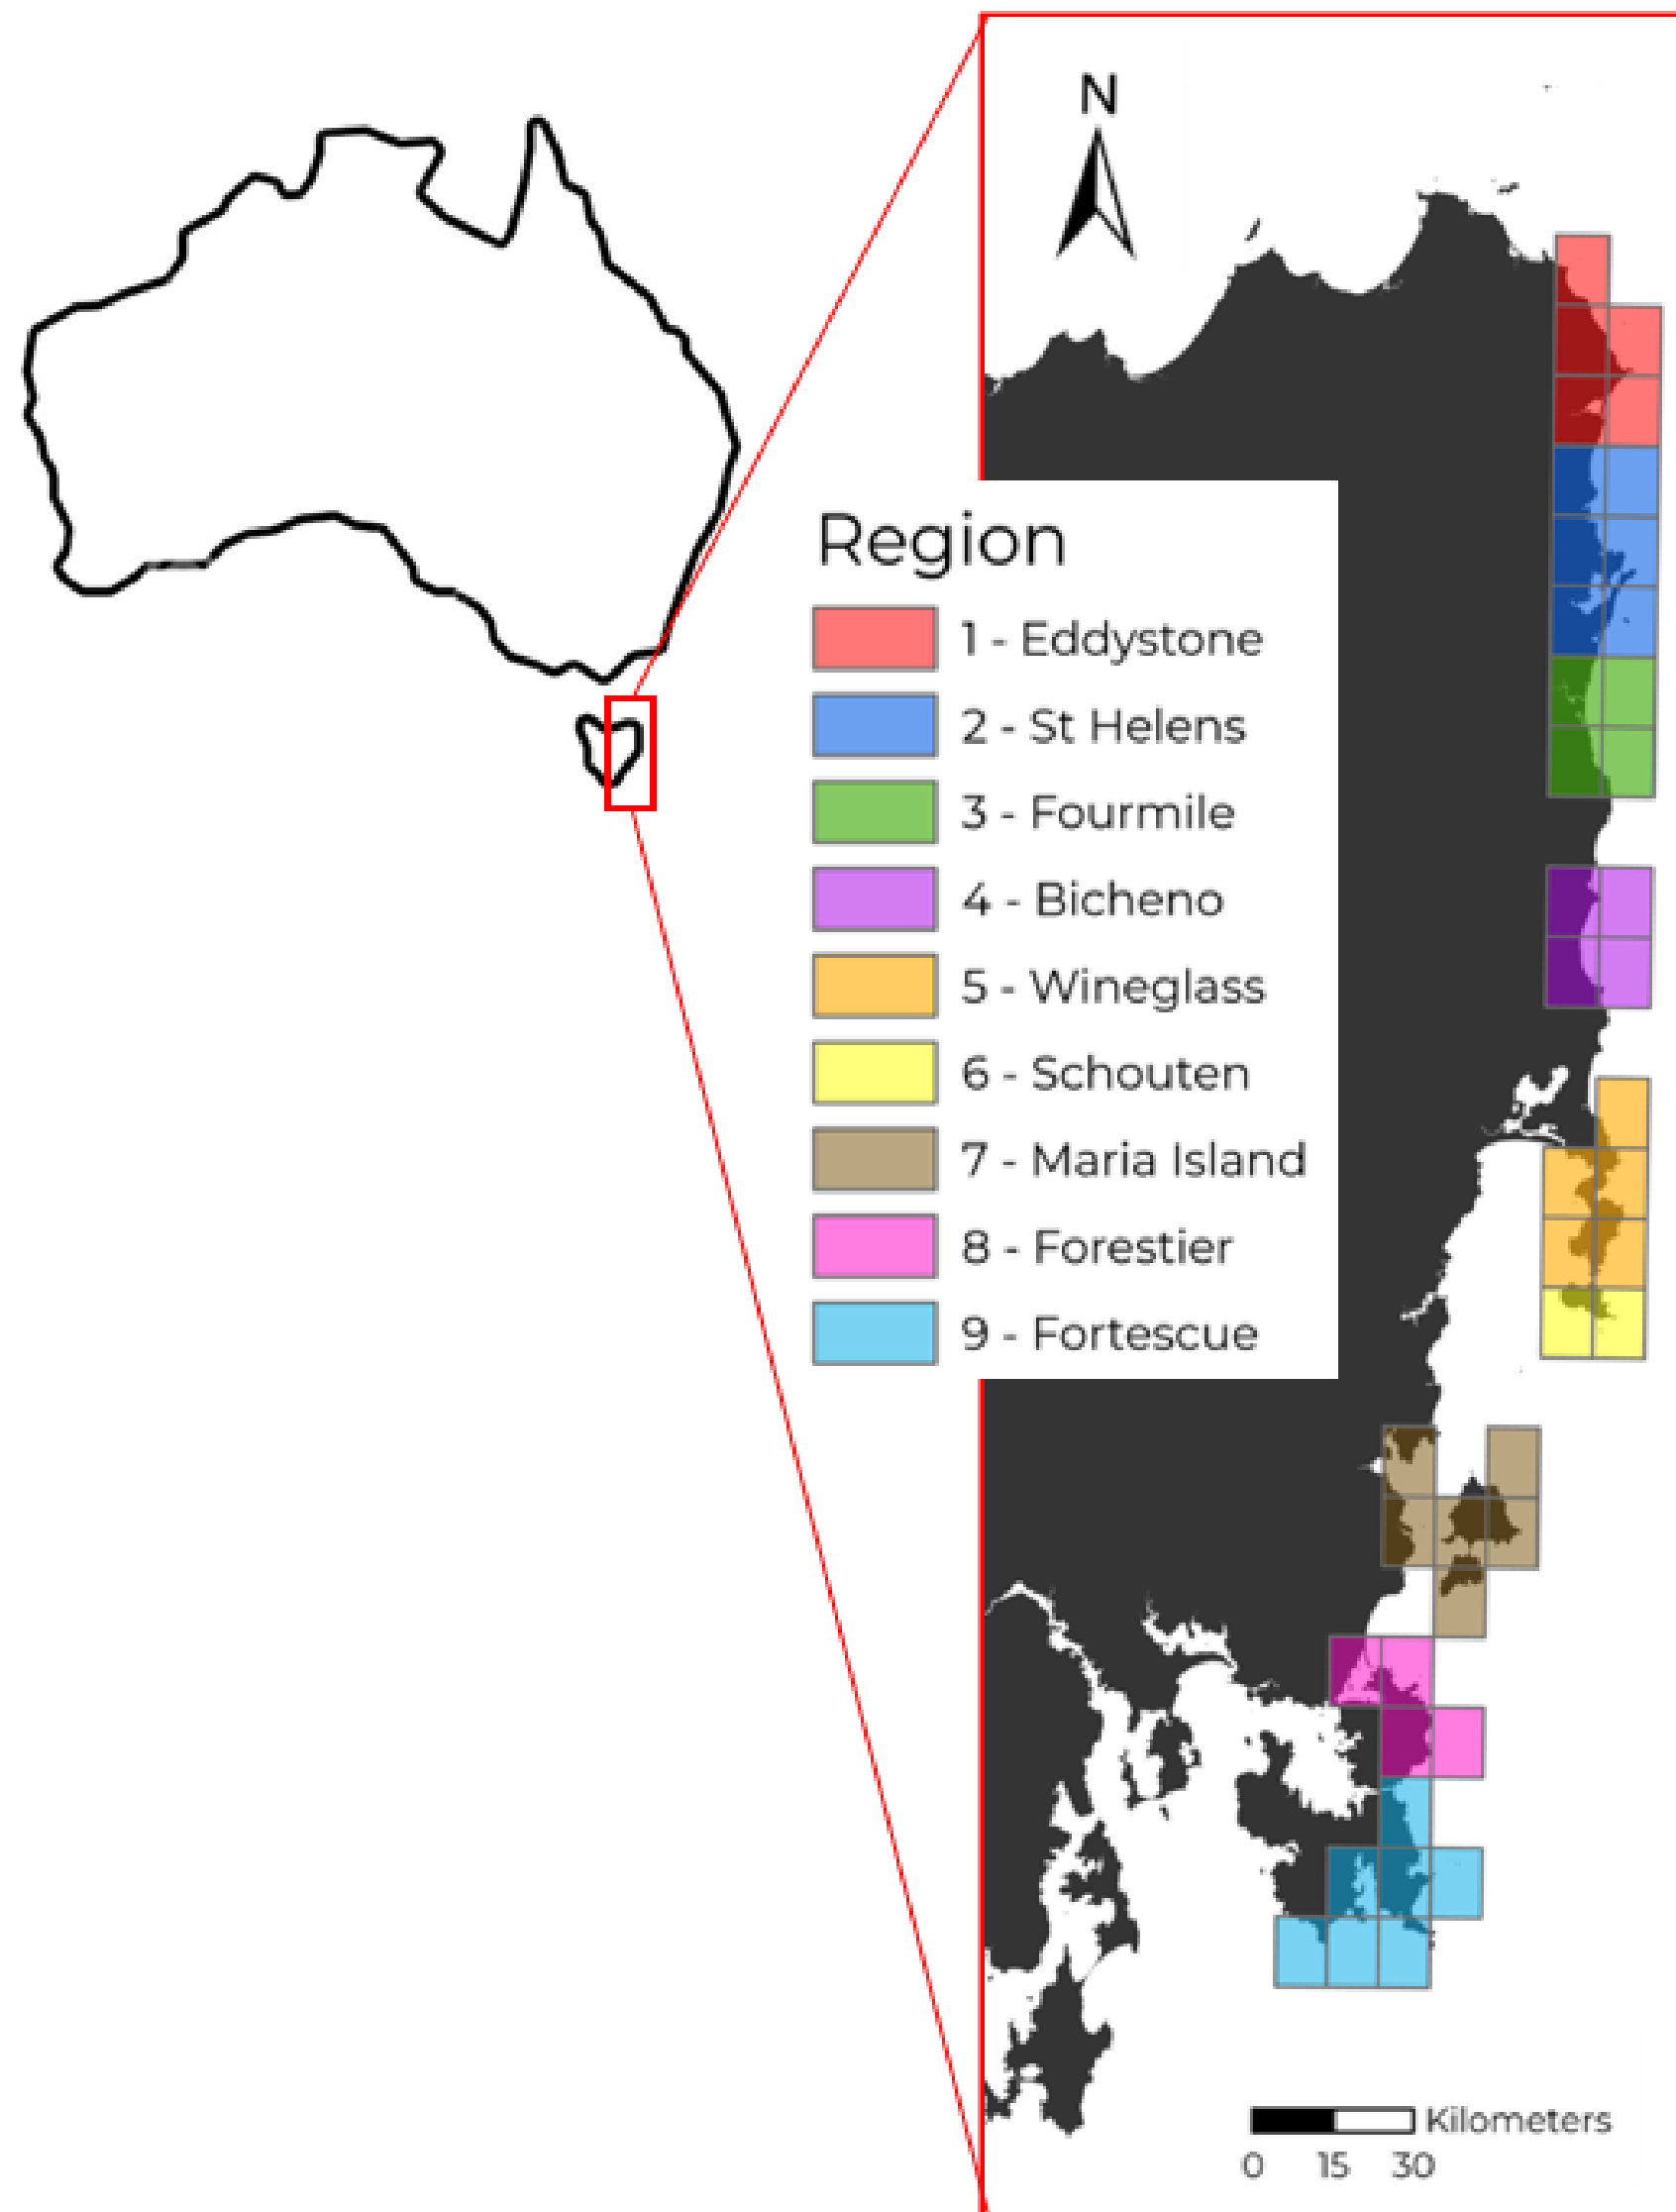 N
Region
1 - Eddystone
2 - St Helens
3 - Fourmile
4 - Bicheno
5 - Wineglass
6 - Schouten
7 - Maria Island
8 - Forestier
9 - Fortescue
Kilometers
0 15 30